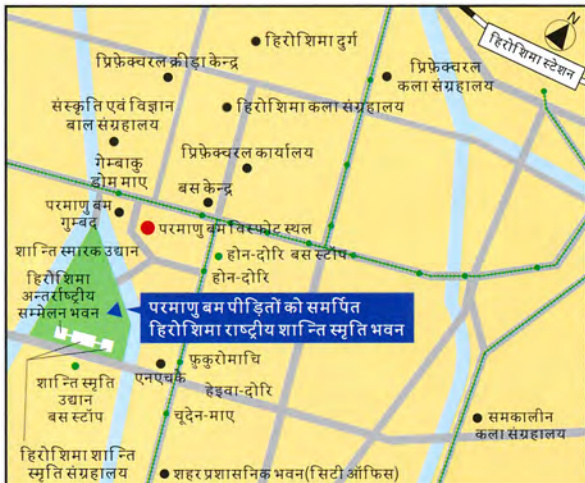 N
हिरोशिमा स्टेशन
हिरोशिमा दुर्ग
प्रिफ़ेक्चरल क्रीड़ा केन्द्र
प्रिफ़ेक्चरल
कला संग्रहालय
संस्कृति एवं विज्ञान
बाल संग्रहालय
हिरोशिमा कला संग्रहालय
गेम्बाकु
डोम माए
प्रिफ़ेक्चरल कार्यालय
बस केन्द्र
परमाणु बम
गुम्बद
परमाणु बम विस्फोट स्थल
शान्ति स्मारक उद्यान
होन-दोरि बस स्टॉप
होन-दोरि
हिरोशिमा
अन्तर्राष्ट्रीय
सम्मेलन भवन
परमाणु बम पीड़ितों को समर्पित
हिरोशिमा राष्ट्रीय शान्ति स्मृति भवन
फ़ुकुरोमाचि
एनएचके
हेइवा-दोरि
शान्ति स्मृति
उद्यान
बस स्टॉप
चूदेन-माए
समकालीन
कला संग्रहालय
हिरोशिमा शान्ति
स्मृति संग्रहालय
शहर प्रशासनिक भवन(सिटी ऑफिस)